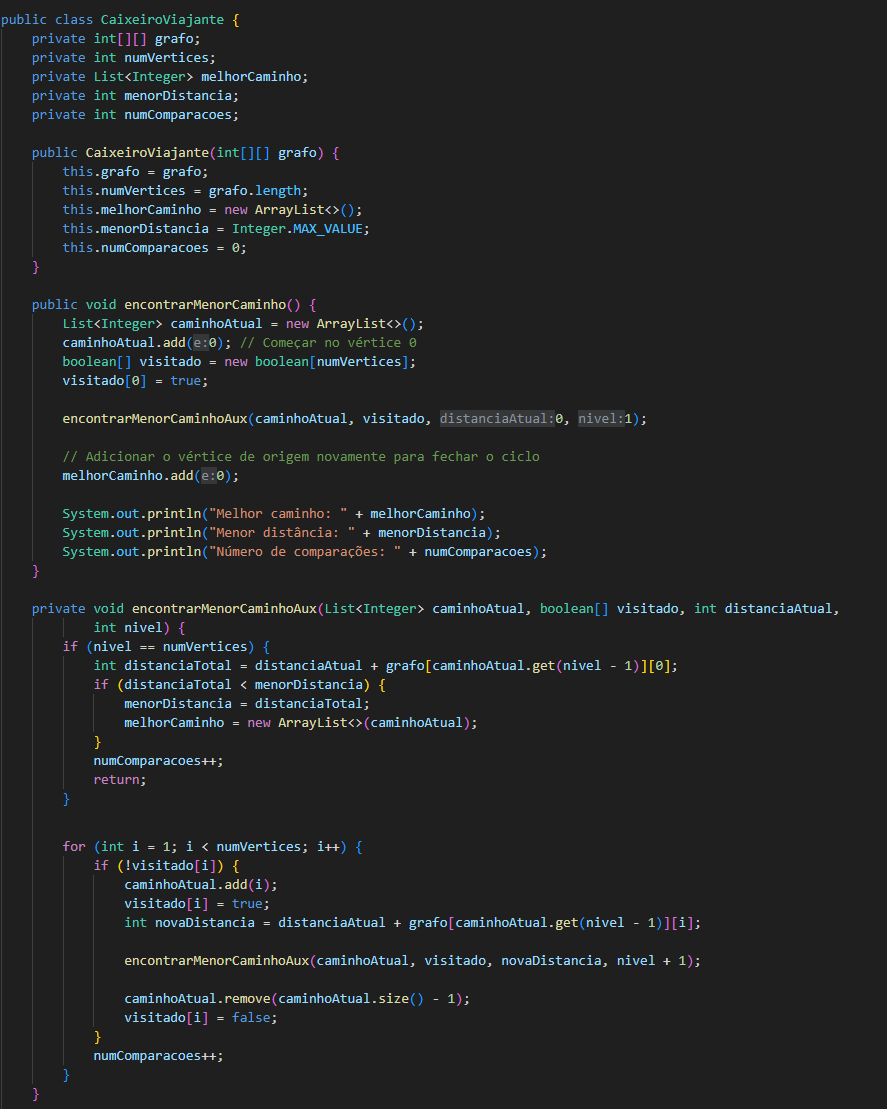 public class CaixeiroViajante {
    private int[][] grafo;
    private int numVertices;
    private List<Integer> melhorCaminho;
    private int menorDistancia;
    private int numComparacoes;

    public CaixeiroViajante(int[][] grafo) {
        this.grafo = grafo;
        this.numVertices = grafo.length;
        this.melhorCaminho = new ArrayList<>();
        this.menorDistancia = Integer.MAX_VALUE;
        this.numComparacoes = 0;
    }

    public void encontrarMenorCaminho() {
        List<Integer> caminhoAtual = new ArrayList<>();
        caminhoAtual.add(e:0); // Começar no vértice 0
        boolean[] visitado = new boolean[numVertices];
        visitado[0] = true;

        encontrarMenorCaminhoAux(caminhoAtual, visitado, distanciaAtual:0, nivel:1);

        // Adicionar o vértice de origem novamente para fechar o ciclo
        melhorCaminho.add(e:0);

        System.out.println("Melhor caminho: " + melhorCaminho);
        System.out.println("Menor distância: " + menorDistancia);
        System.out.println("Número de comparações: " + numComparacoes);
    }

    private void encontrarMenorCaminhoAux(List<Integer> caminhoAtual, boolean[] visitado, int distanciaAtual,
            int nivel) {
        if (nivel == numVertices) {
            int distanciaTotal = distanciaAtual + grafo[caminhoAtual.get(nivel - 1)][0];
            if (distanciaTotal < menorDistancia) {
                menorDistancia = distanciaTotal;
                melhorCaminho = new ArrayList<>(caminhoAtual);
            }
            numComparacoes++;
            return;
        }

        for (int i = 1; i < numVertices; i++) {
            if (!visitado[i]) {
                caminhoAtual.add(i);
                visitado[i] = true;
                int novaDistancia = distanciaAtual + grafo[caminhoAtual.get(nivel - 1)][i];

                encontrarMenorCaminhoAux(caminhoAtual, visitado, novaDistancia, nivel + 1);

                caminhoAtual.remove(caminhoAtual.size() - 1);
                visitado[i] = false;
            }
            numComparacoes++;
        }
    }